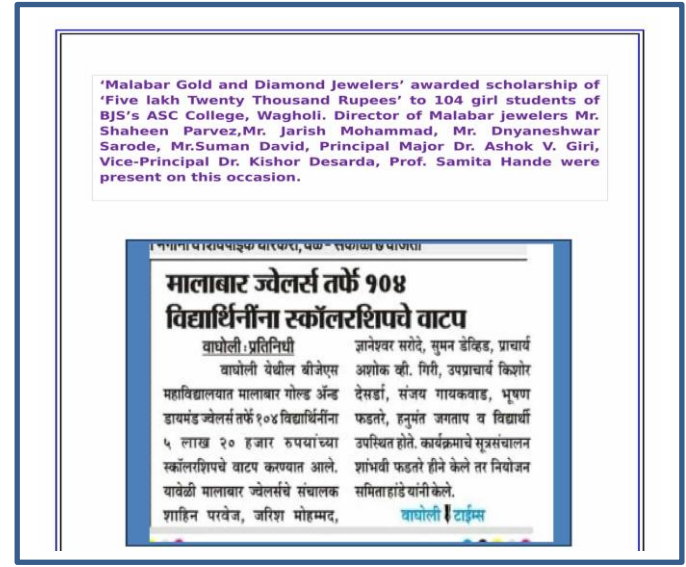 ‘Malabar Gold and Diamond Jewelers’ awarded scholarship of
‘Five lakh Twenty Thousand Rupees’ to 104 girl students of
BJS’s ASC College, Wagholi. Director of Malabar jewelers Mr.
Shaheen Parvez,Mr. Jarish Mohammad, Mr. Dnyaneshwar
Sarode, Mr.Suman David, Principal Major Dr. Ashok V. Giri,
Vice-Principal Dr. Kishor Desarda, Prof. Samita Hande were
present on this occasion.
मालाबार ज्वेलर्स तर्फे १०४
विद्यार्थिनींना स्कॉलरशिपचे वाटप
वाघोली : प्रतिनिधी
वाघोली येथील बीजेएस
महाविद्यालयात मालाबार गोल्ड अ‍ॅन्ड
डायमंड ज्वेलर्स तर्फे १०४ विद्यार्थिनींना
५ लाख २० हजार रुपयांच्या
स्कॉलरशिपचे वाटप करण्यात आले.
यावेळी मालाबार ज्वेलर्सचे संचालक
शाहिन परवेज, जरिश मोहम्मद,
ज्ञानेश्वर सरोदे, सुमन डेव्हिड, प्राचार्य
अशोक व्ही. गिरी, उपप्राचार्य किशोर
देसर्डा, संजय गायकवाड, भूषण
फडतरे, हनुमंत जगताप व विद्यार्थी
उपस्थित होते. कार्यक्रमाचे सूत्रसंचालन
शांभवी फडतरे हीने केले तर नियोजन
समिता हांडे यांनी केले.
वाघोली टाईम्स